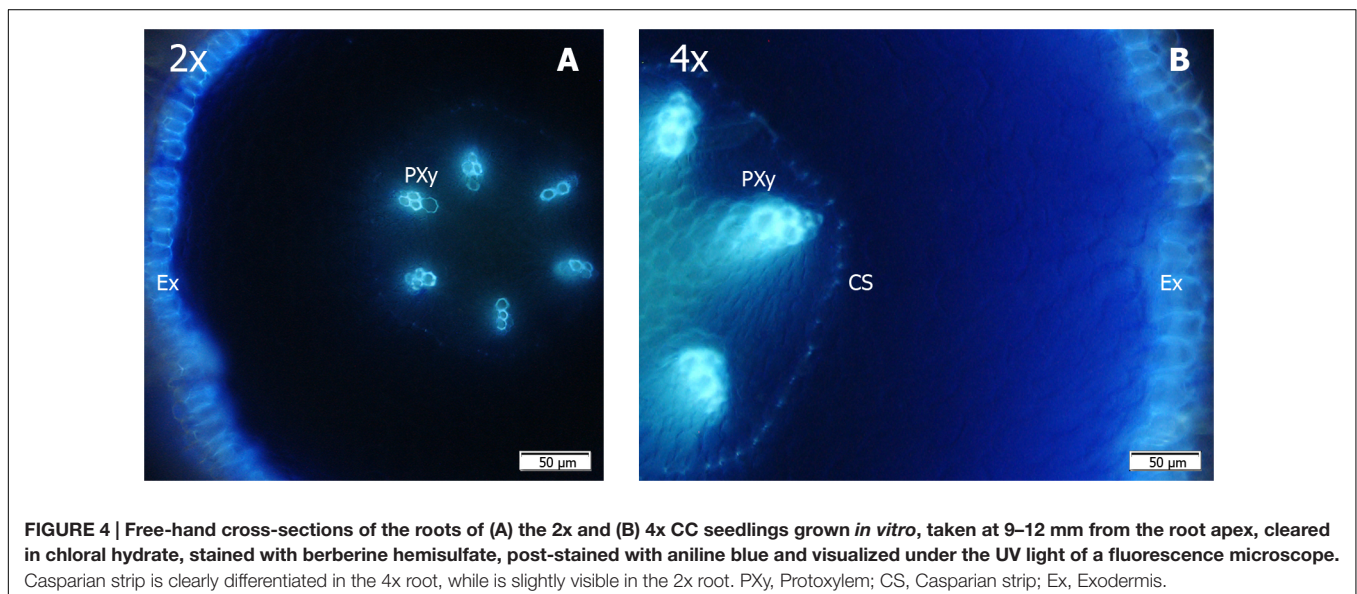 2x
A
PXy
Ex
50 µm
4x
B
PXy
CS
Ex
50 µm
FIGURE 4 | Free-hand cross-sections of the roots of (A) the 2x and (B) 4x CC seedlings grown in vitro, taken at 9–12 mm from the root apex, cleared
in chloral hydrate, stained with berberine hemisulfate, post-stained with aniline blue and visualized under the UV light of a fluorescence microscope.
Casparian strip is clearly differentiated in the 4x root, while is slightly visible in the 2x root. PXy, Protoxylem; CS, Casparian strip; Ex, Exodermis.